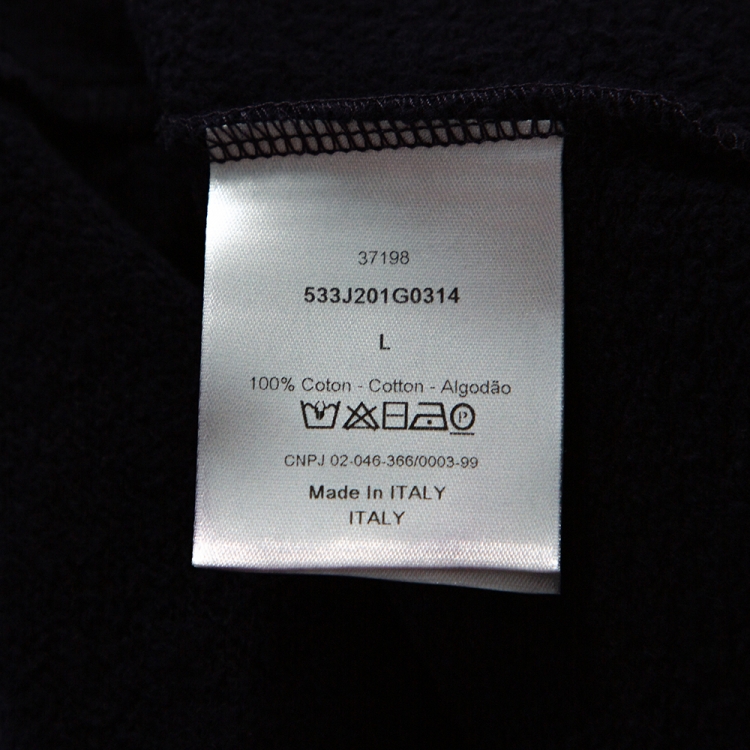 37198
533J201G0314
L
100% Coton - Cotton - Algodão
P
CNPJ 02-046-366/0003-99
Made In ITALY
ITALY